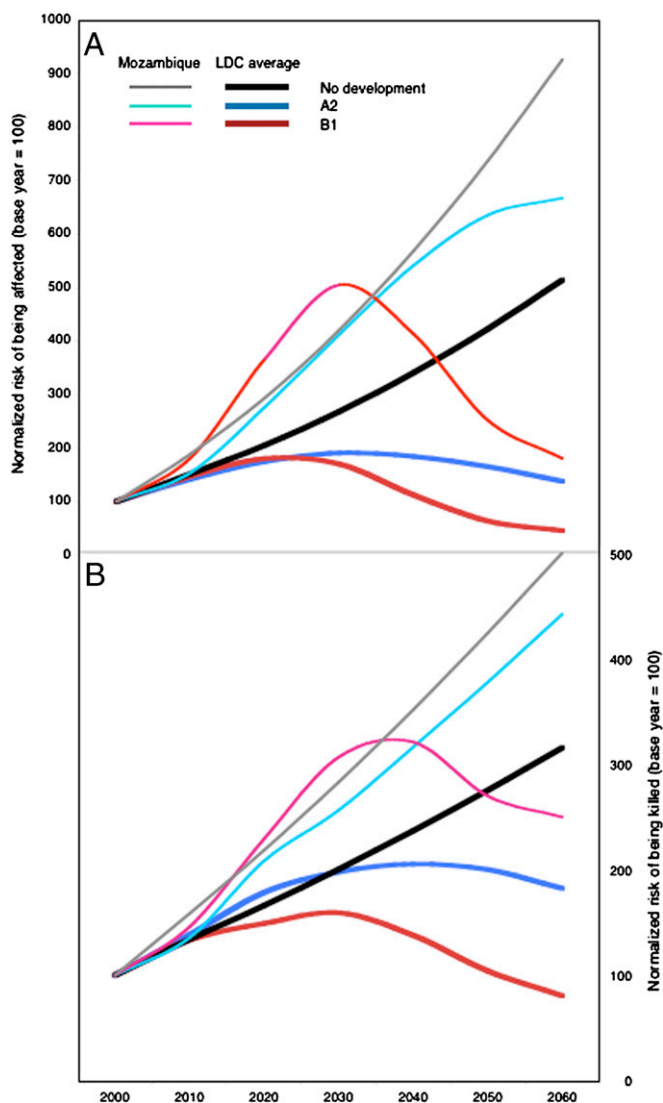 1000
A
Mozambique LDC average
900
No development
A2
800
B1
700
600
500
400
300
200
100
0
Normalized risk of being affected (base year = 100)
B
500
400
300
200
100
0
Normalized risk of being killed (base year = 100)
2000 2010 2020 2030 2040 2050 2060